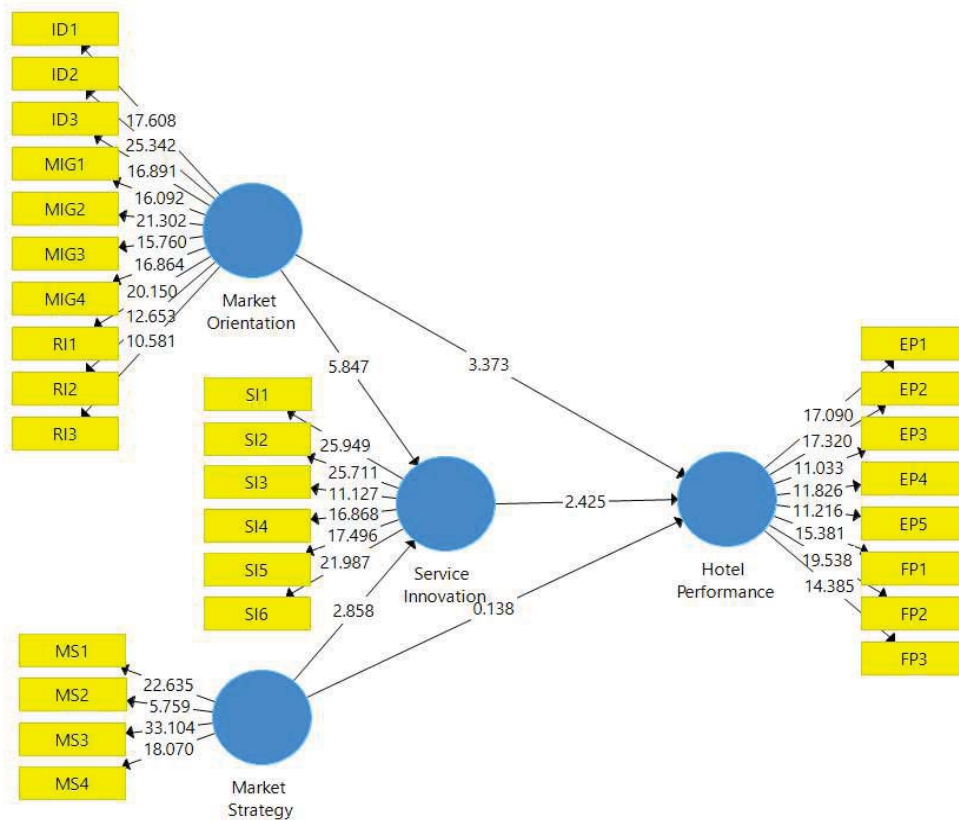 ID1
ID2
ID3
MIG1
MIG2
MIG3
MIG4
RI1
RI2
RI3
17.608
25.342
16.891
16.092
21.302
15.760
16.864
20.150
12.653
10.581
Market
Orientation
5.847
3.373
SI1
SI2
SI3
SI4
SI5
SI6
25.949
25.711
11.127
16.868
17.496
21.987
Service
Innovation
2.425
2.858
0.138
MS1
MS2
MS3
MS4
22.635
5.759
33.104
18.070
Market
Strategy
Hotel
Performance
17.090
17.320
11.033
11.826
11.216
15.381
19.538
14.385
EP1
EP2
EP3
EP4
EP5
FP1
FP2
FP3